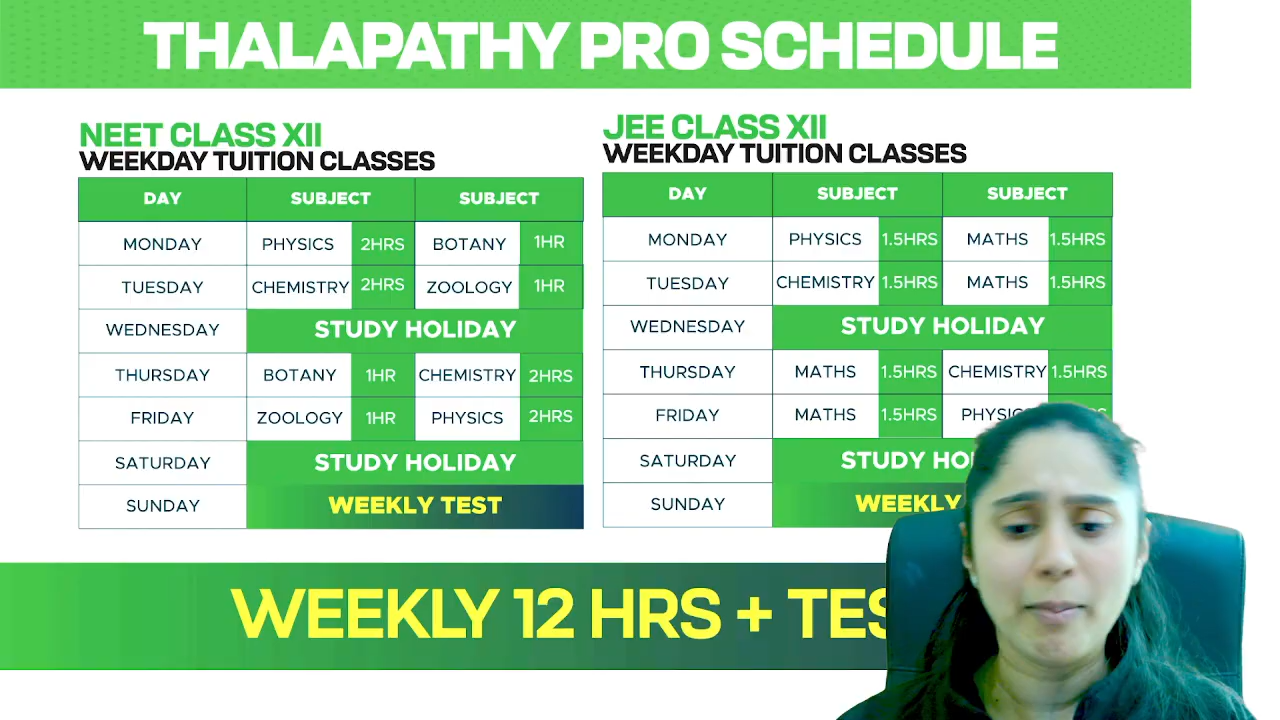 THALAPATHY PRO SCHEDULE
NEET CLASS XII
WEEKDAY TUITION CLASSES
DAY SUBJECT SUBJECT
MONDAY PHYSICS 2HRS BOTANY 1HR
TUESDAY CHEMISTRY 2HRS ZOOLOGY 1HR
WEDNESDAY STUDY HOLIDAY
THURSDAY BOTANY 1HR CHEMISTRY 2HRS
FRIDAY ZOOLOGY 1HR PHYSICS 2HRS
SATURDAY STUDY HOLIDAY
SUNDAY WEEKLY TEST
JEE CLASS XII
WEEKDAY TUITION CLASSES
DAY SUBJECT SUBJECT
MONDAY PHYSICS 1.5HRS MATHS 1.5HRS
TUESDAY CHEMISTRY 1.5HRS MATHS 1.5HRS
WEDNESDAY STUDY HOLIDAY
THURSDAY MATHS 1.5HRS CHEMISTRY 1.5HRS
FRIDAY MATHS 1.5HRS
SATURDAY STUDY
SUNDAY WEEKLY
WEEKLY 12 HRS +